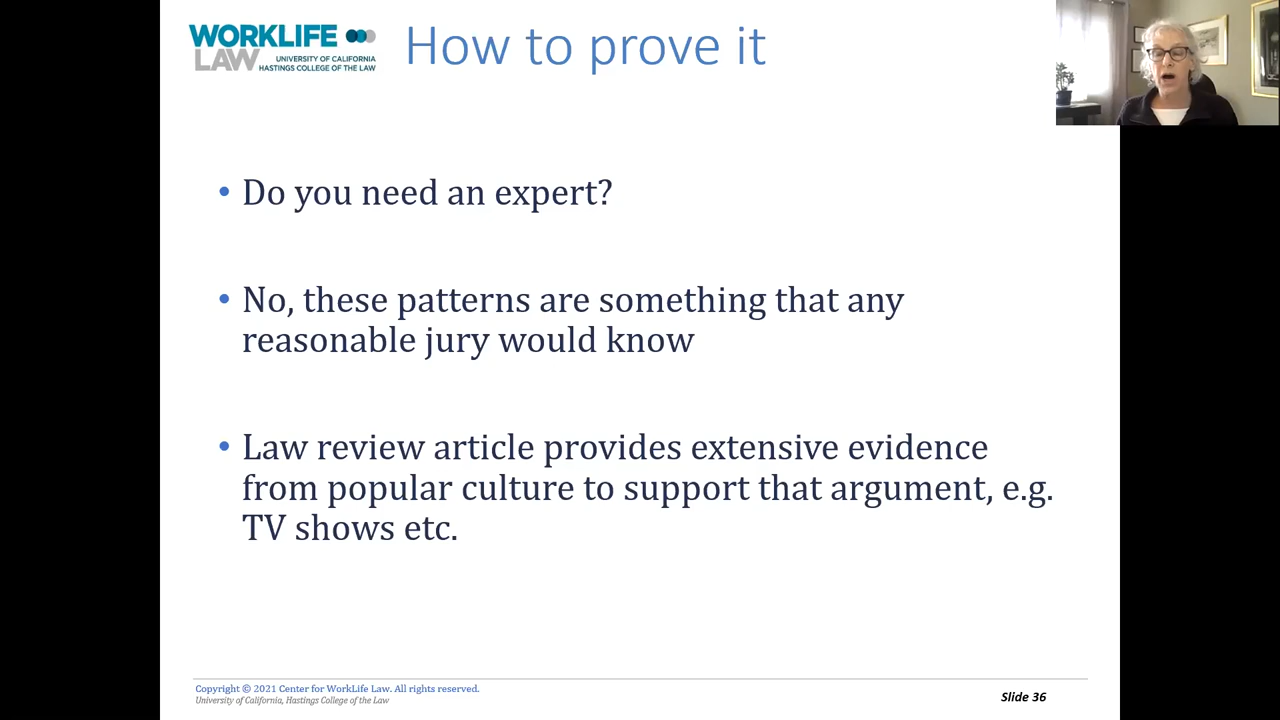 WORKLIFE
LAW
UNIVERSITY OF CALIFORNIA
HASTINGS COLLEGE OF THE LAW
How to prove it
• Do you need an expert?
• No, these patterns are something that any
reasonable jury would know
• Law review article provides extensive evidence
from popular culture to support that argument, e.g.
TV shows etc.
Copyright © 2021 Center for WorkLife Law. All rights reserved.
University of California, Hastings College of the Law
Slide 36